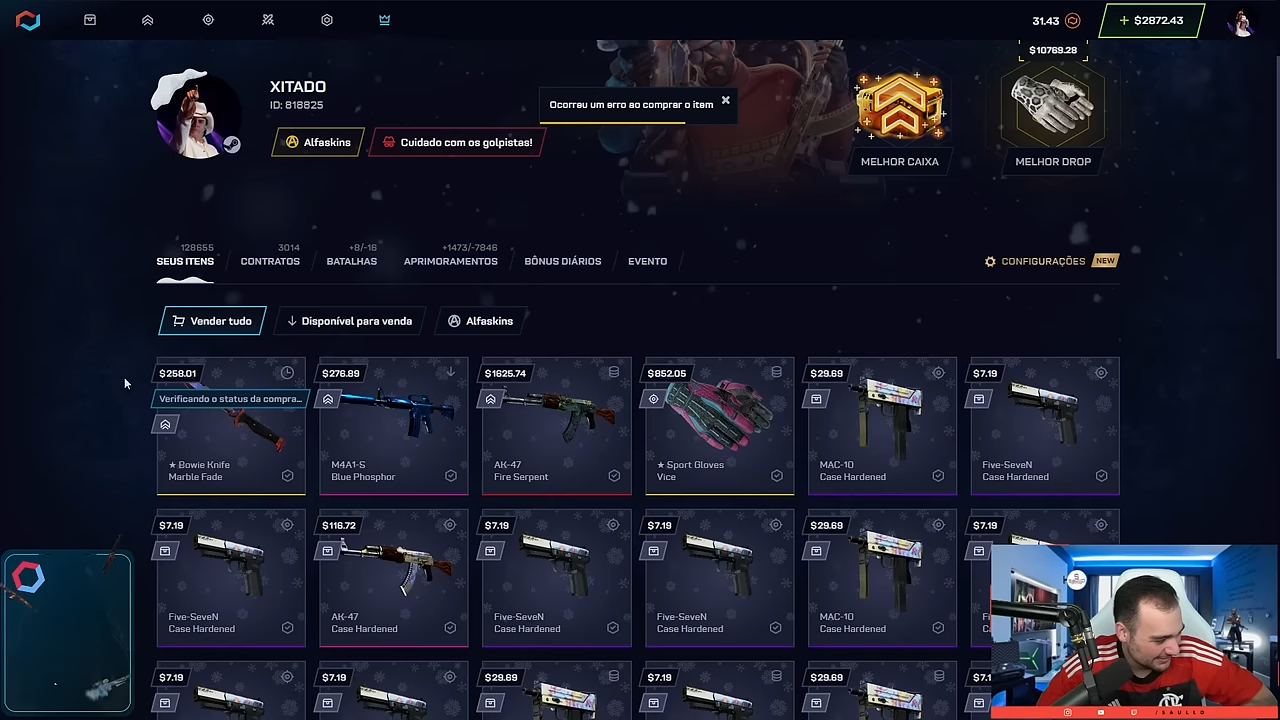 31.43
+ $2872.43
$10769.28
XITADO
ID: 818825
Ocorreu um erro ao comprar o item
Alfaskins
Cuidado com os golpistas!
MELHOR CAIXA
MELHOR DROP
128655
3014
+8/-16
+1473/-7846
SEUS ITENS
CONTRATOS
BATALHAS
APRIMORAMENTOS
BÔNUS DIÁRIOS
EVENTO
CONFIGURAÇÕES
NEW
Vender tudo
Disponível para venda
Alfaskins
$258.01
Verificando o status da compra...
★ Bowie Knife
Marble Fade
$276.89
M4A1-S
Blue Phosphor
$1625.74
AK-47
Fire Serpent
$852.05
★ Sport Gloves
Vice
$29.69
MAC-10
Case Hardened
$7.19
Five-SeveN
Case Hardened
$7.19
Five-SeveN
Case Hardened
$116.72
AK-47
Case Hardened
$7.19
Five-SeveN
Case Hardened
$7.19
Five-SeveN
Case Hardened
$29.69
MAC-10
Case Hardened
$7.19
$7.19
$7.19
$29.69
$7.19
$29.69
/SAULLO